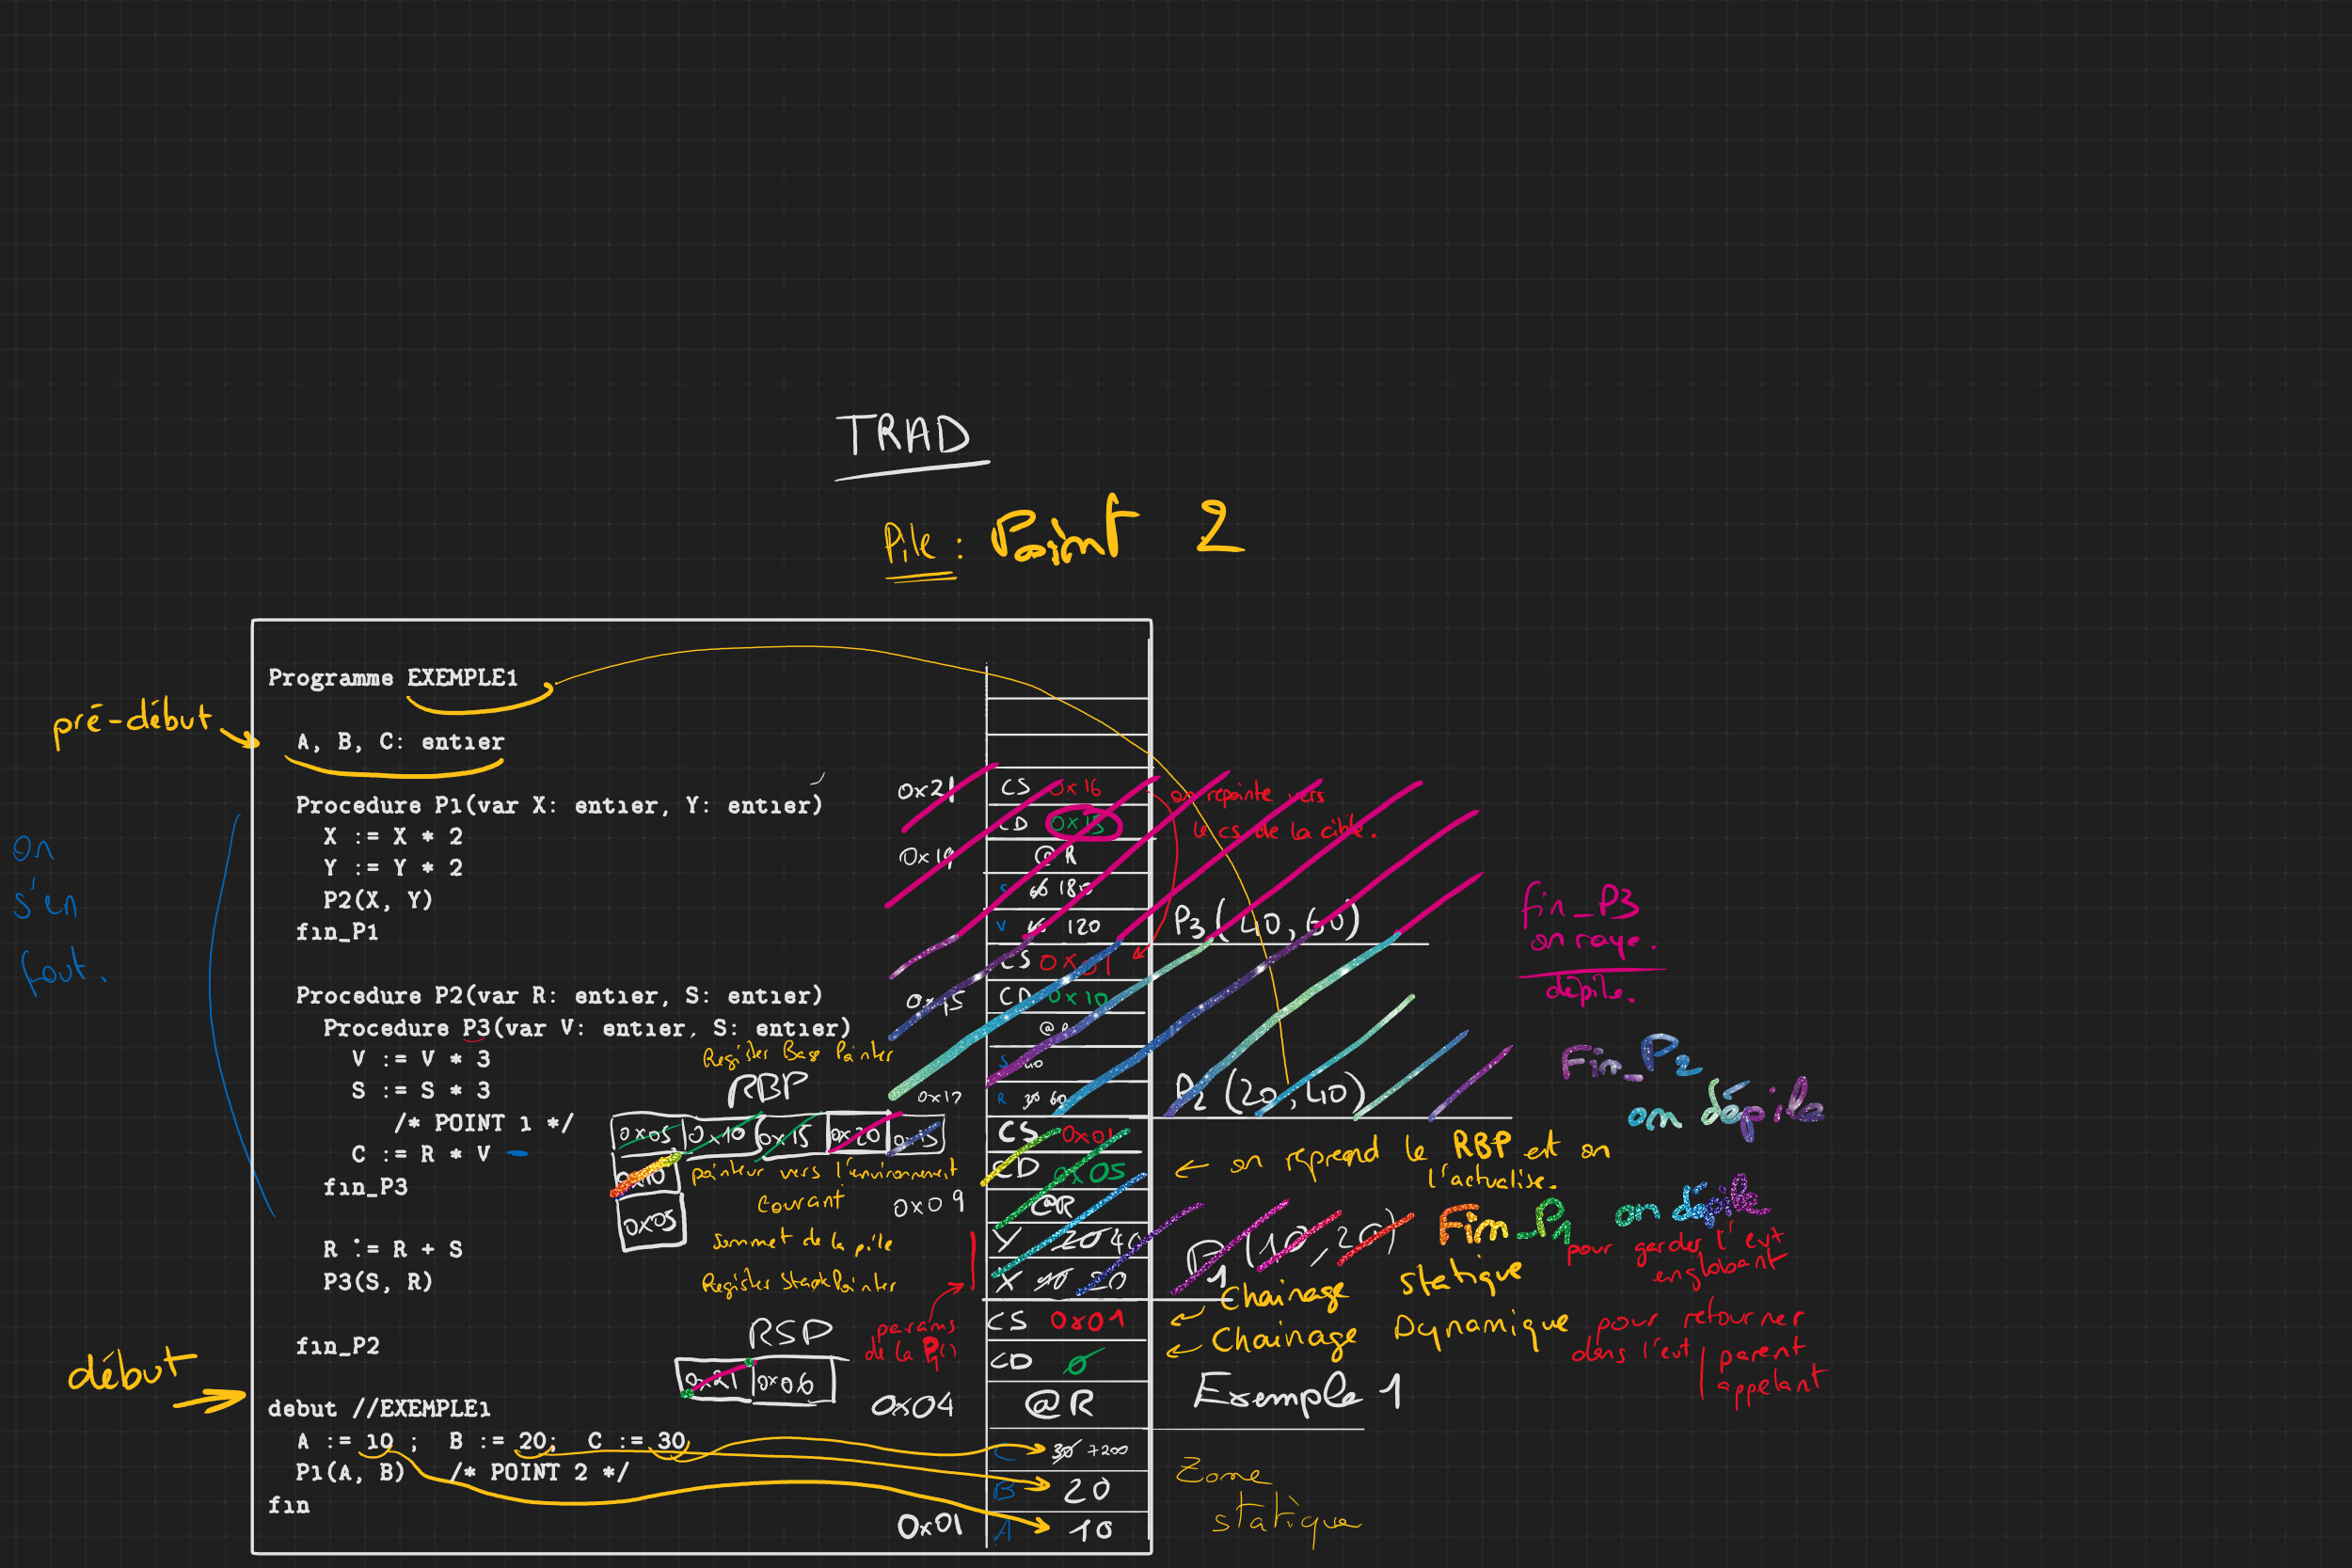 TRAD
Pile : Point 2
Programme EXEMPLE1
pré-début
A, B, C: entier
Procedure P1(var X: entier, Y: entier)
X := X * 2
Y := Y * 2
P2(X, Y)
fin_P1
on
s'en
fout.
Procedure P2(var R: entier, S: entier)
Procedure P3(var V: entier, S: entier)
V := V * 3
S := S * 3
/* POINT 1 */
C := R * V
fin_P3
R := R + S
P3(S, R)
fin_P2
début
debut //EXEMPLE1
A := 10 ; B := 20; C := 30
P1(A, B) /* POINT 2 */
fin
Register Base Pointer
RBP
0x05 0x10 0x15 0x20 0x15
0x10
0x05
pointeur vers l'environnement
courant
sommet de la pile
Register Stack Pointer
RSP
0x21 0x06
params
de la P1()
0x21 CS 0x16
CD 0x15
0x19 @R
S 180
V 120
CS 0x01
0x15 CD 0x10
S 40
0x17 R 60
CS 0x01
CD 0x05
0x09 @R
Y 20 40
X 10 20
CS 0x01
CD
0x04 @R
C 30 7200
B 20
0x01 A 10
on repointe vers
le cs de la cible.
P3 (40, 60)
fin_P3
on raye.
dépile.
P2 (20, 40)
Fin_P2
on dépile
on reprend le RBP est on
l'actualise.
P1 (10, 20)
Fin_P1 on dépile
Chainage statique
pour garder l'evt
englobant
Chainage Dynamique
pour retourner
dans l'evt parent
appelant
Exemple 1
Zone
statique